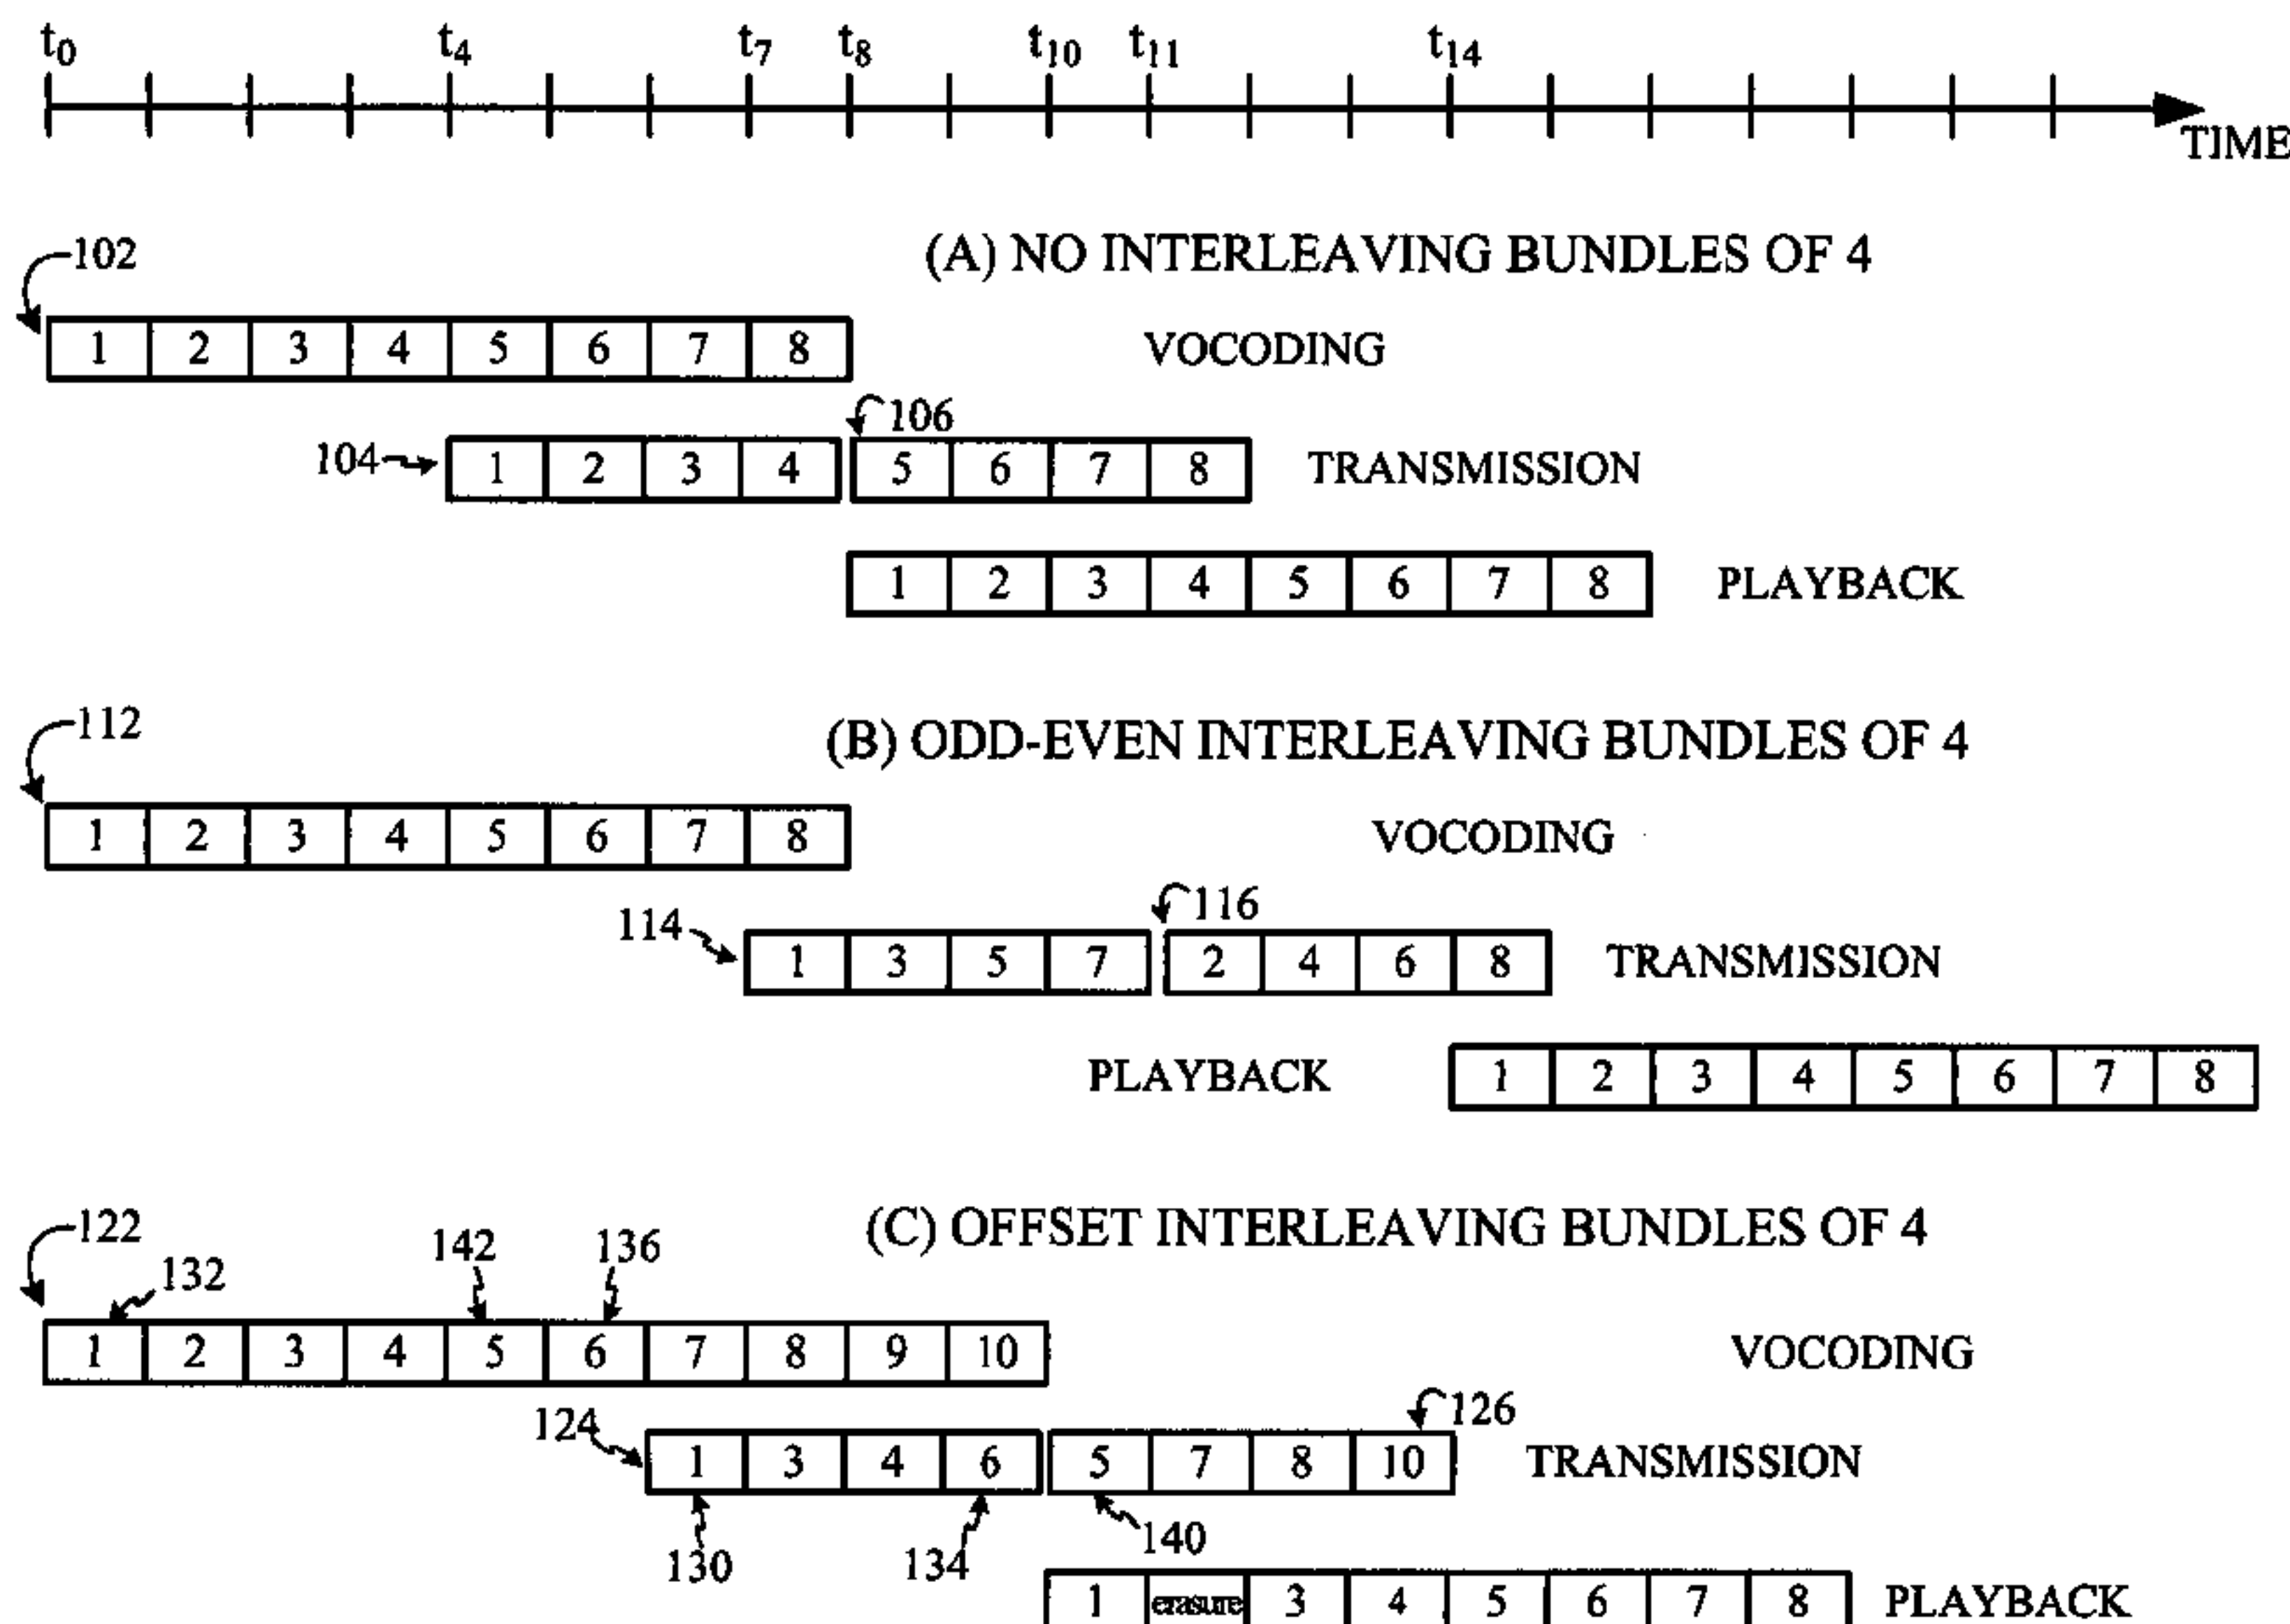 t0 t4 t7 t8 t10 t11 t14
TIME
(A) NO INTERLEAVING BUNDLES OF 4
102
1 2 3 4 5 6 7 8 VOCODING
106
104 1 2 3 4 5 6 7 8 TRANSMISSION
1 2 3 4 5 6 7 8 PLAYBACK
112
(B) ODD-EVEN INTERLEAVING BUNDLES OF 4
1 2 3 4 5 6 7 8 VOCODING
116
114 1 3 5 7 2 4 6 8 TRANSMISSION
PLAYBACK 1 2 3 4 5 6 7 8
(C) OFFSET INTERLEAVING BUNDLES OF 4
122 132 142 136
1 2 3 4 5 6 7 8 9 10 VOCODING
126
124 1 3 4 6 5 7 8 10 TRANSMISSION
130 134 140
1 erasure 3 4 5 6 7 8 PLAYBACK